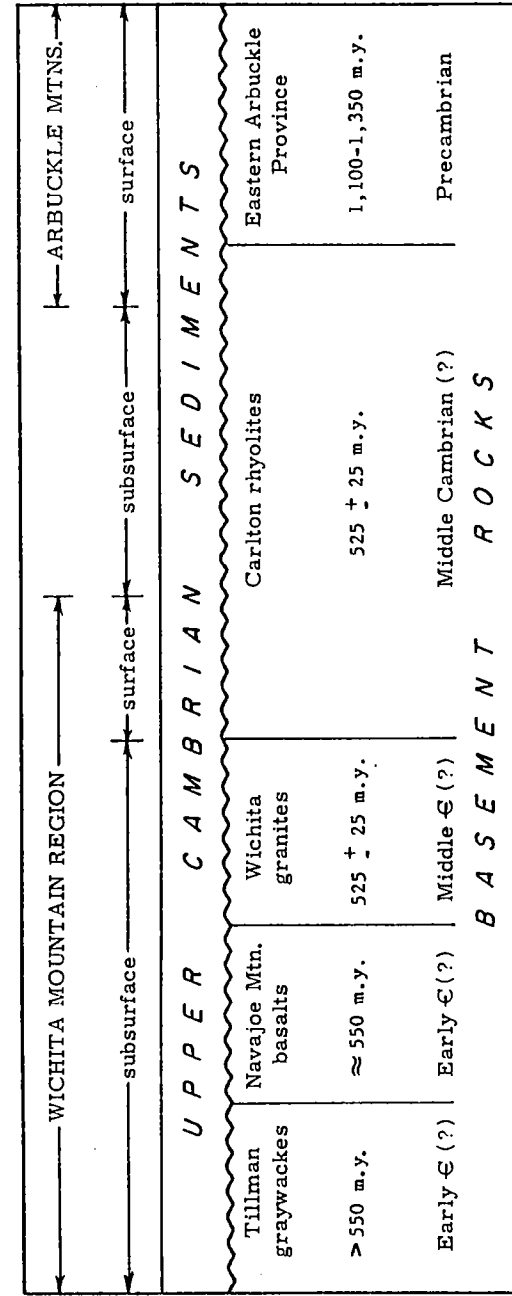 WICHITA MOUNTAIN REGION
ARBUCKLE MTNS.
subsurface
surface
subsurface
surface
UPPER CAMBRIAN SEDIMENTS
Tillman
graywackes
> 550 m.y.
Early Є(?)
Navajoe Mtn.
basalts
≈ 550 m.y.
Early Є(?)
Wichita
granites
525 ± 25 m.y.
Middle Є(?)
Carlton rhyolites
525 ± 25 m.y.
Middle Cambrian(?)
Eastern Arbuckle
Province
1,100-1,350 m.y.
Precambrian
BASEMENT ROCKS